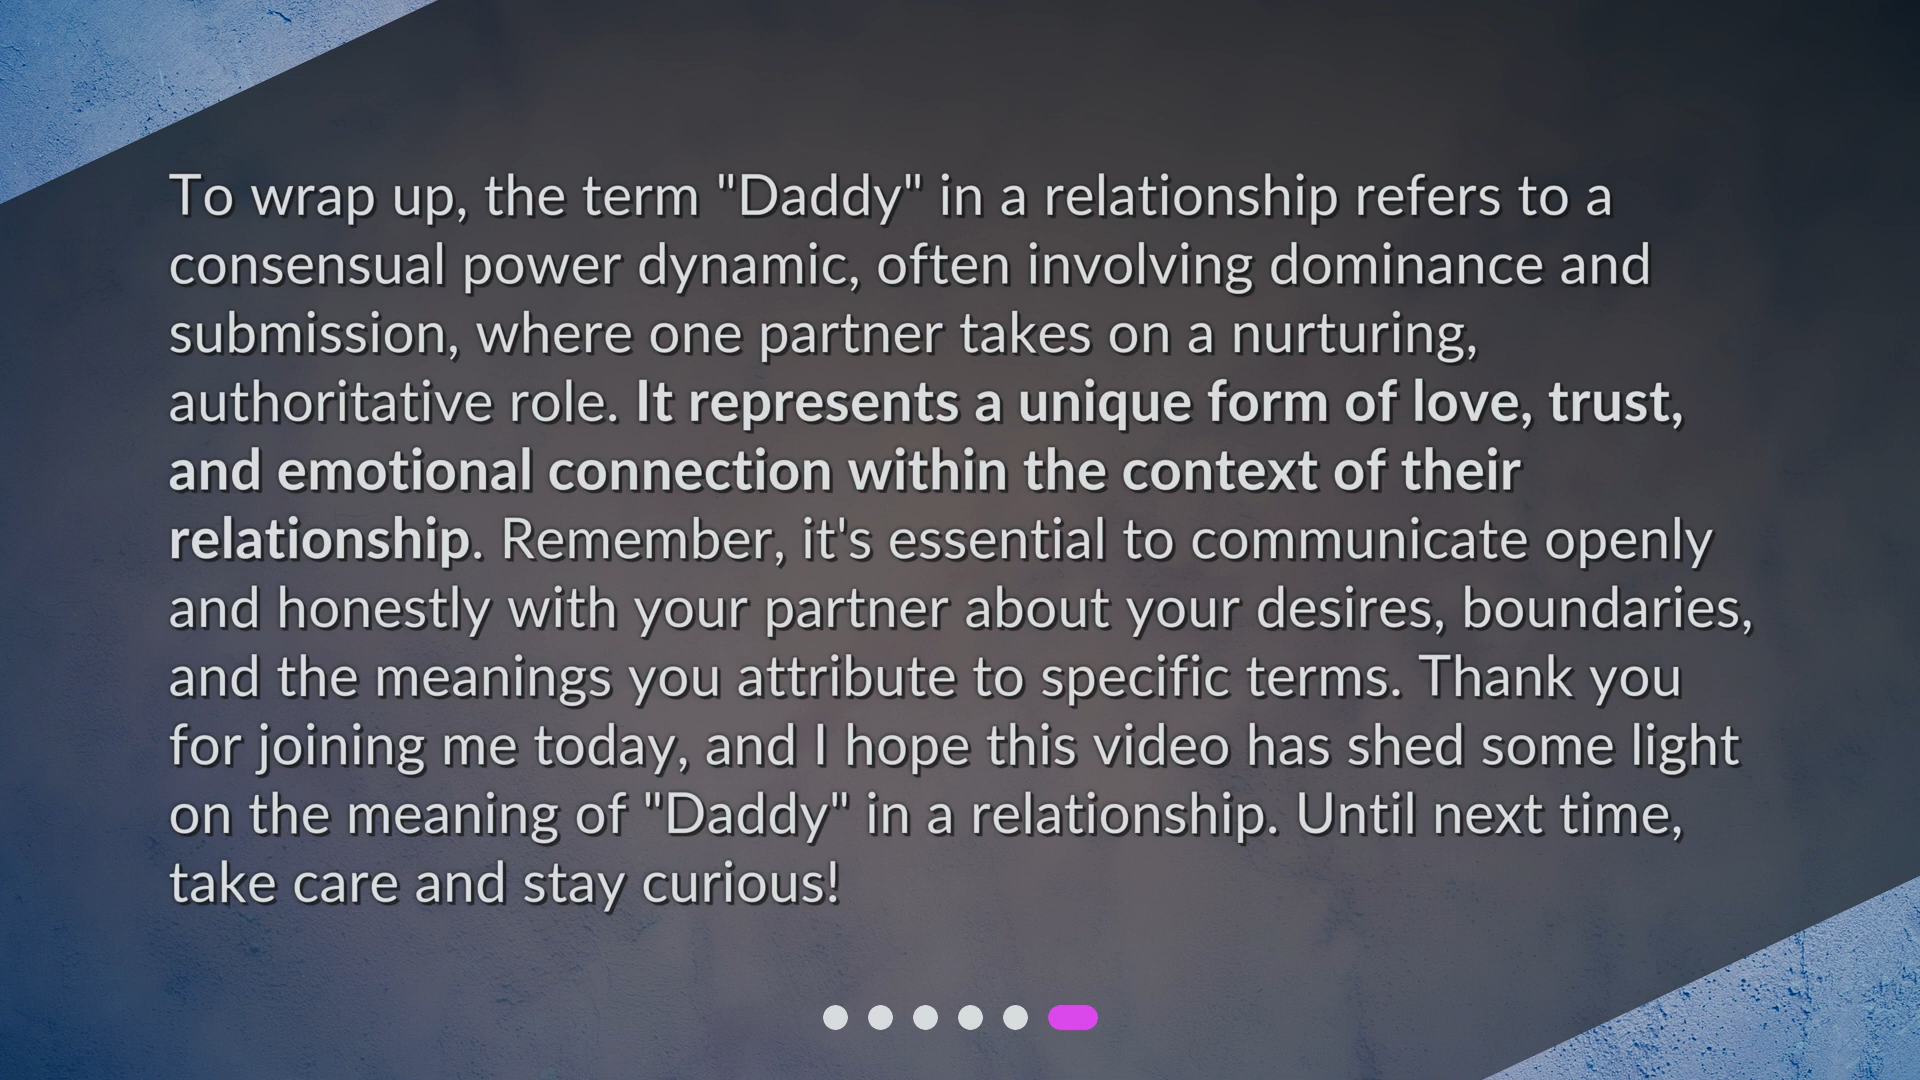 To wrap up, the term "Daddy" in a relationship refers to a
consensual power dynamic, often involving dominance and
submission, where one partner takes on a nurturing,
authoritative role. It represents a unique form of love, trust,
and emotional connection within the context of their
relationship. Remember, it's essential to communicate openly
and honestly with your partner about your desires, boundaries,
and the meanings you attribute to specific terms. Thank you
for joining me today, and I hope this video has shed some light
on the meaning of "Daddy" in a relationship. Until next time,
take care and stay curious!